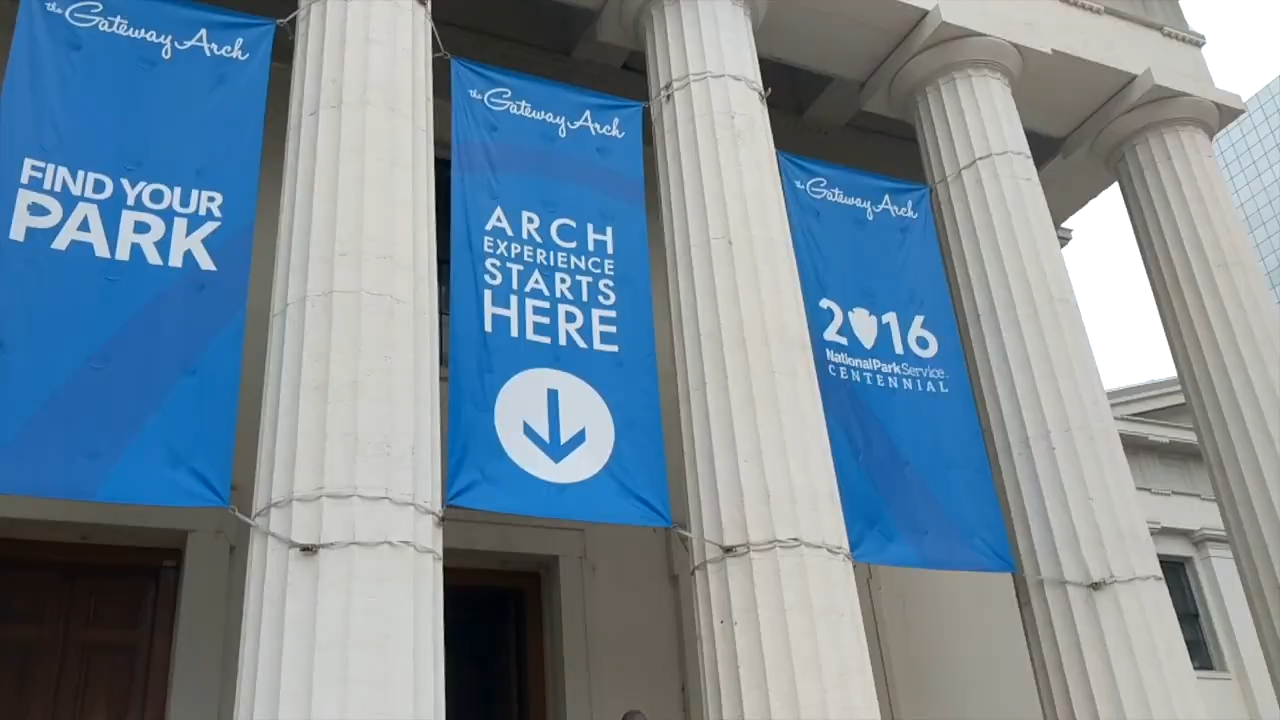 the Gateway Arch
FIND YOUR
PARK
the Gateway Arch
ARCH
EXPERIENCE
STARTS
HERE
the Gateway Arch
2016
National Park Service
CENTENNIAL